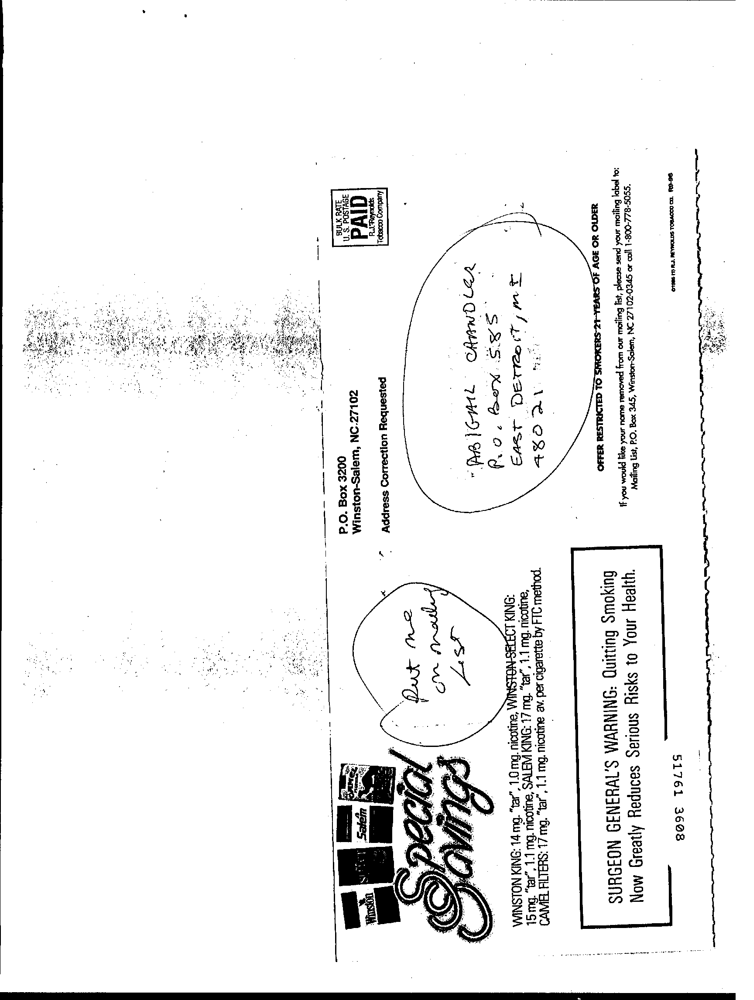 P.O. Box 3200
Winston-Salem, NC 27102
Address Correction Requested
BULK RATE
U.S. POSTAGE
PAID
R.J. Reynolds
Tobacco Company
Put me
on mailing
List
ABIGAIL CHANDLER
P.O. Box 585
EAST DETROIT, MI
48021
Winston
Salem
Special
Savings
WINSTON KING: 14 mg. "tar", 1.0 mg. nicotine, WINSTON SELECT KING:
15 mg. "tar", 1.1 mg. nicotine, SALEM KING: 17 mg. "tar", 1.1 mg. nicotine,
CAMEL FILTERS: 17 mg. "tar", 1.1 mg. nicotine av. per cigarette by FTC method.
OFFER RESTRICTED TO SMOKERS 21 YEARS OF AGE OR OLDER
If you would like your name removed from our mailing list, please send your mailing label to:
Mailing List, P.O. Box 345, Winston-Salem, NC 27102-0345 or call 1-800-778-5055.
SURGEON GENERAL'S WARNING: Quitting Smoking
Now Greatly Reduces Serious Risks to Your Health.
R.J. REYNOLDS TOBACCO CO.
51761 3608